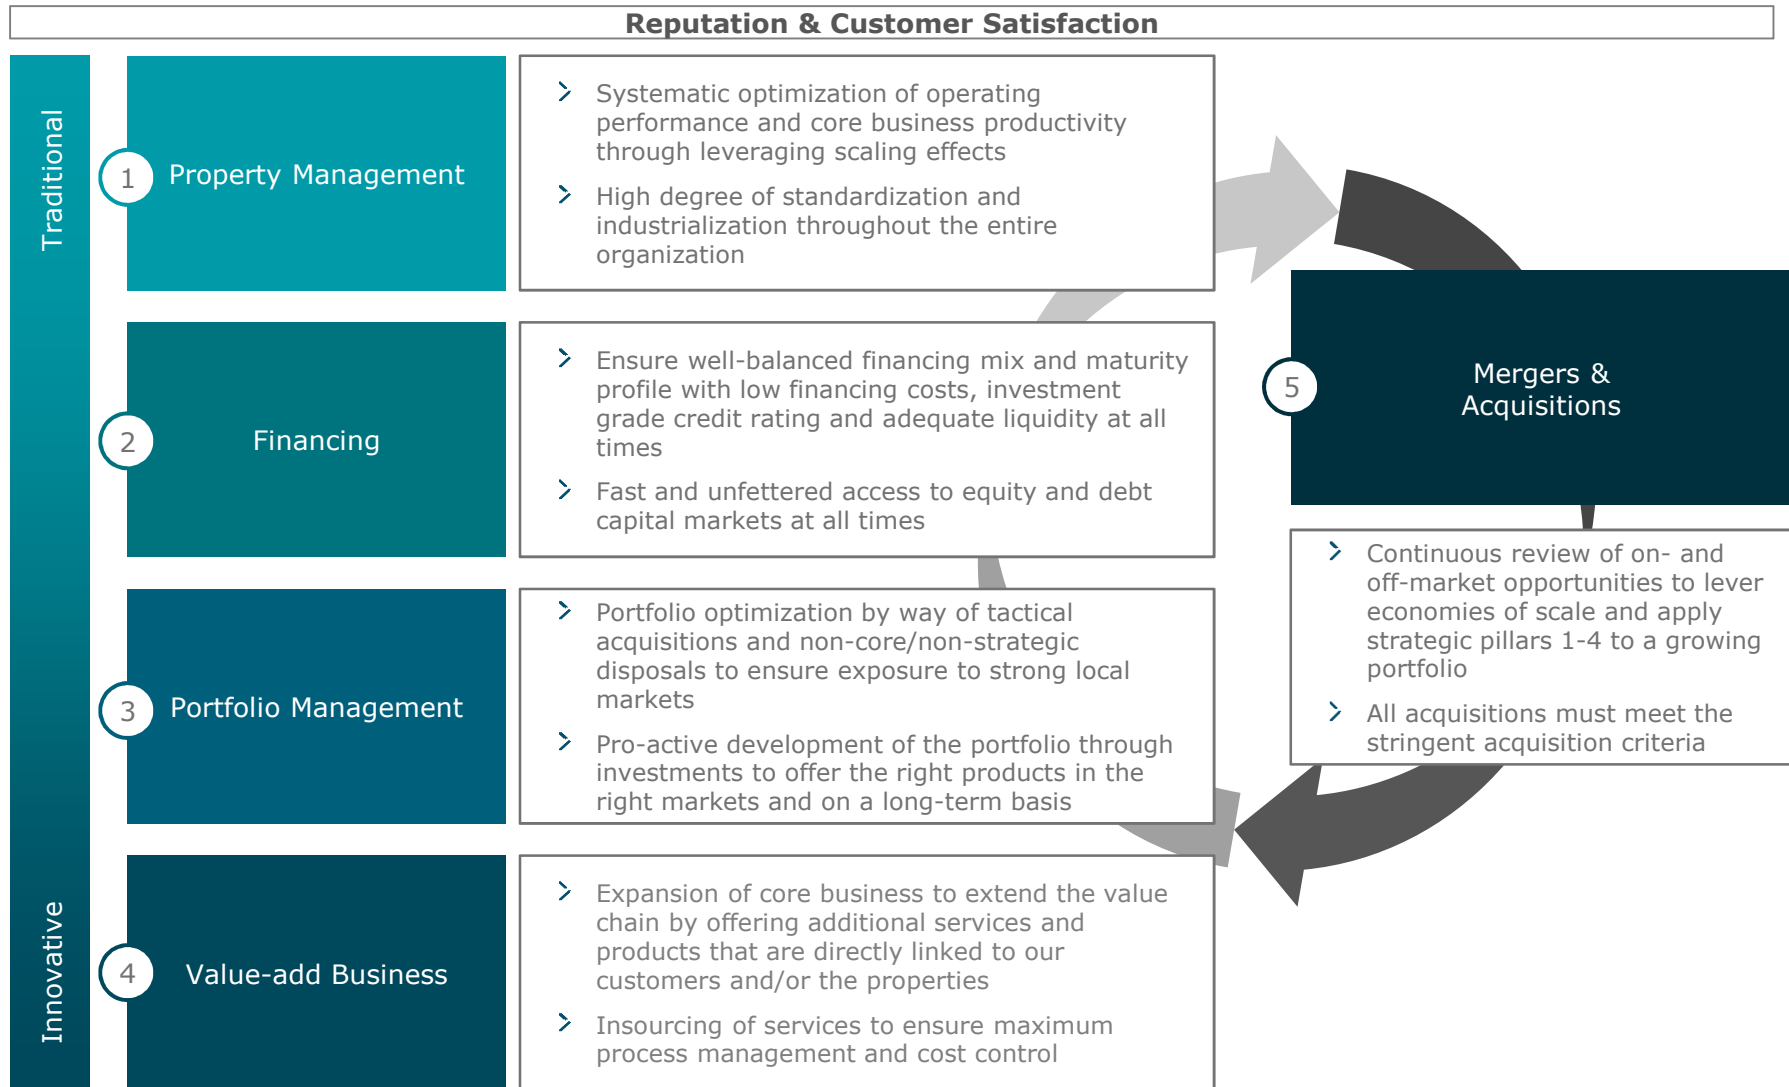 Reputation & Customer Satisfaction
Traditional
1
Property Management
Systematic optimization of operating
performance and core business productivity
through leveraging scaling effects
High degree of standardization and
industrialization throughout the entire
organization
2
Financing
Ensure well-balanced financing mix and maturity
profile with low financing costs, investment
grade credit rating and adequate liquidity at all
times
Fast and unfettered access to equity and debt
capital markets at all times
3
Portfolio Management
Portfolio optimization by way of tactical
acquisitions and non-core/non-strategic
disposals to ensure exposure to strong local
markets
Pro-active development of the portfolio through
investments to offer the right products in the
right markets and on a long-term basis
Innovative
4
Value-add Business
Expansion of core business to extend the value
chain by offering additional services and
products that are directly linked to our
customers and/or the properties
Insourcing of services to ensure maximum
process management and cost control
5
Mergers &
Acquisitions
Continuous review of on- and
off-market opportunities to lever
economies of scale and apply
strategic pillars 1-4 to a growing
portfolio
All acquisitions must meet the
stringent acquisition criteria